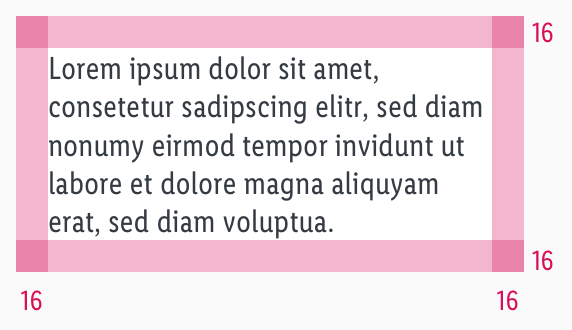 16
Lorem ipsum dolor sit amet,
consetetur sadipscing elitr, sed diam
nonumy eirmod tempor invidunt ut
labore et dolore magna aliquyam
erat, sed diam voluptua.
16
16 16